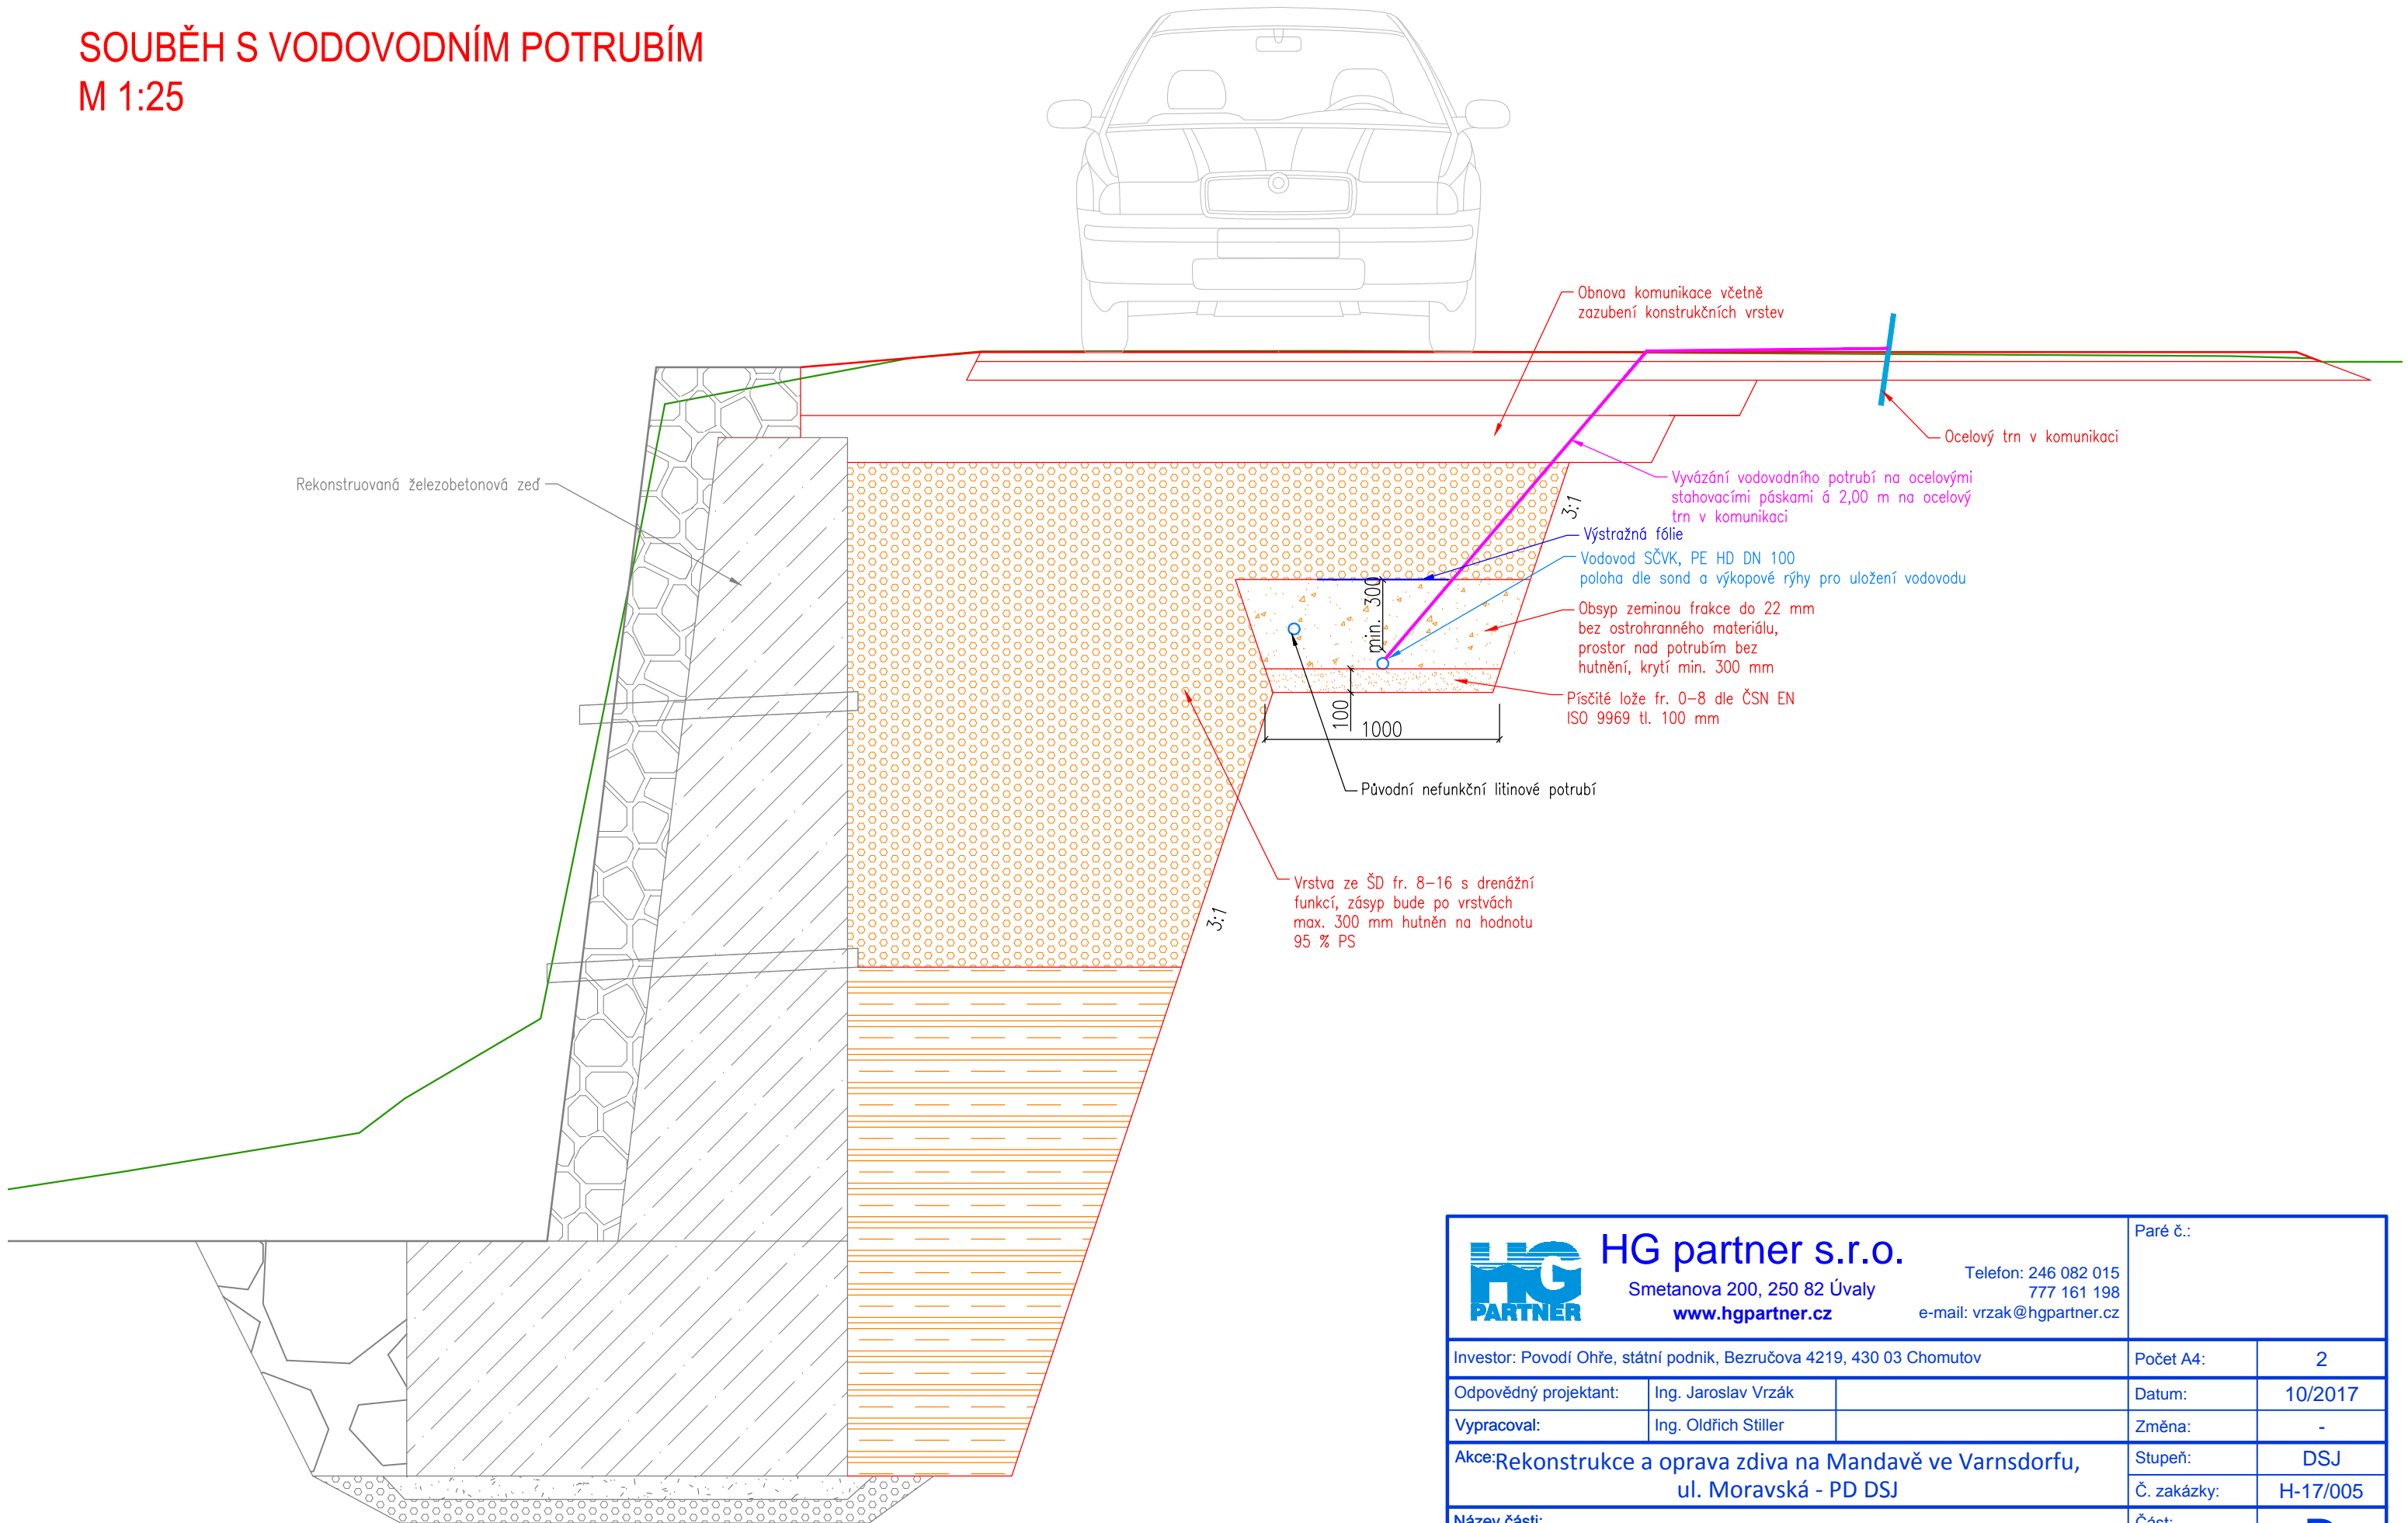 SOUBĚH S VODOVODNÍM POTRUBÍM
M 1:25
Obnova komunikace včetně
zazubení konstrukčních vrstev
Ocelový trn v komunikaci
Rekonstruovaná železobetonová zeď
Vyvázání vodovodního potrubí na ocelovými
stahovacími páskami á 2,00 m na ocelový
trn v komunikaci
3:1
Výstražná fólie
Vodovod SČVK, PE HD DN 100
poloha dle sond a výkopové rýhy pro uložení vodovodu
min. 300
Obsyp zeminou frakce do 22 mm
bez ostrohranného materiálu,
prostor nad potrubím bez
hutnění, krytí min. 300 mm
Písčité lože fr. 0-8 dle ČSN EN
ISO 9969 tl. 100 mm
100
1000
Původní nefunkční litinové potrubí
Vrstva ze ŠD fr. 8-16 s drenážní
funkcí, zásyp bude po vrstvách
max. 300 mm hutněn na hodnotu
95 % PS
3:1
HG
PARTNER
HG partner s.r.o.
Smetanova 200, 250 82 Úvaly
www.hgpartner.cz
Telefon: 246 082 015
777 161 198
e-mail: vrzak@hgpartner.cz
Paré č.:
Investor: Povodí Ohře, státní podnik, Bezručova 4219, 430 03 Chomutov
Počet A4: 2
Odpovědný projektant: Ing. Jaroslav Vrzák
Datum: 10/2017
Vypracoval: Ing. Oldřich Stiller
Změna: -
Akce: Rekonstrukce a oprava zdiva na Mandavě ve Varnsdorfu,
ul. Moravská - PD DSJ
Stupeň: DSJ
Č. zakázky: H-17/005
Název části:
Část: